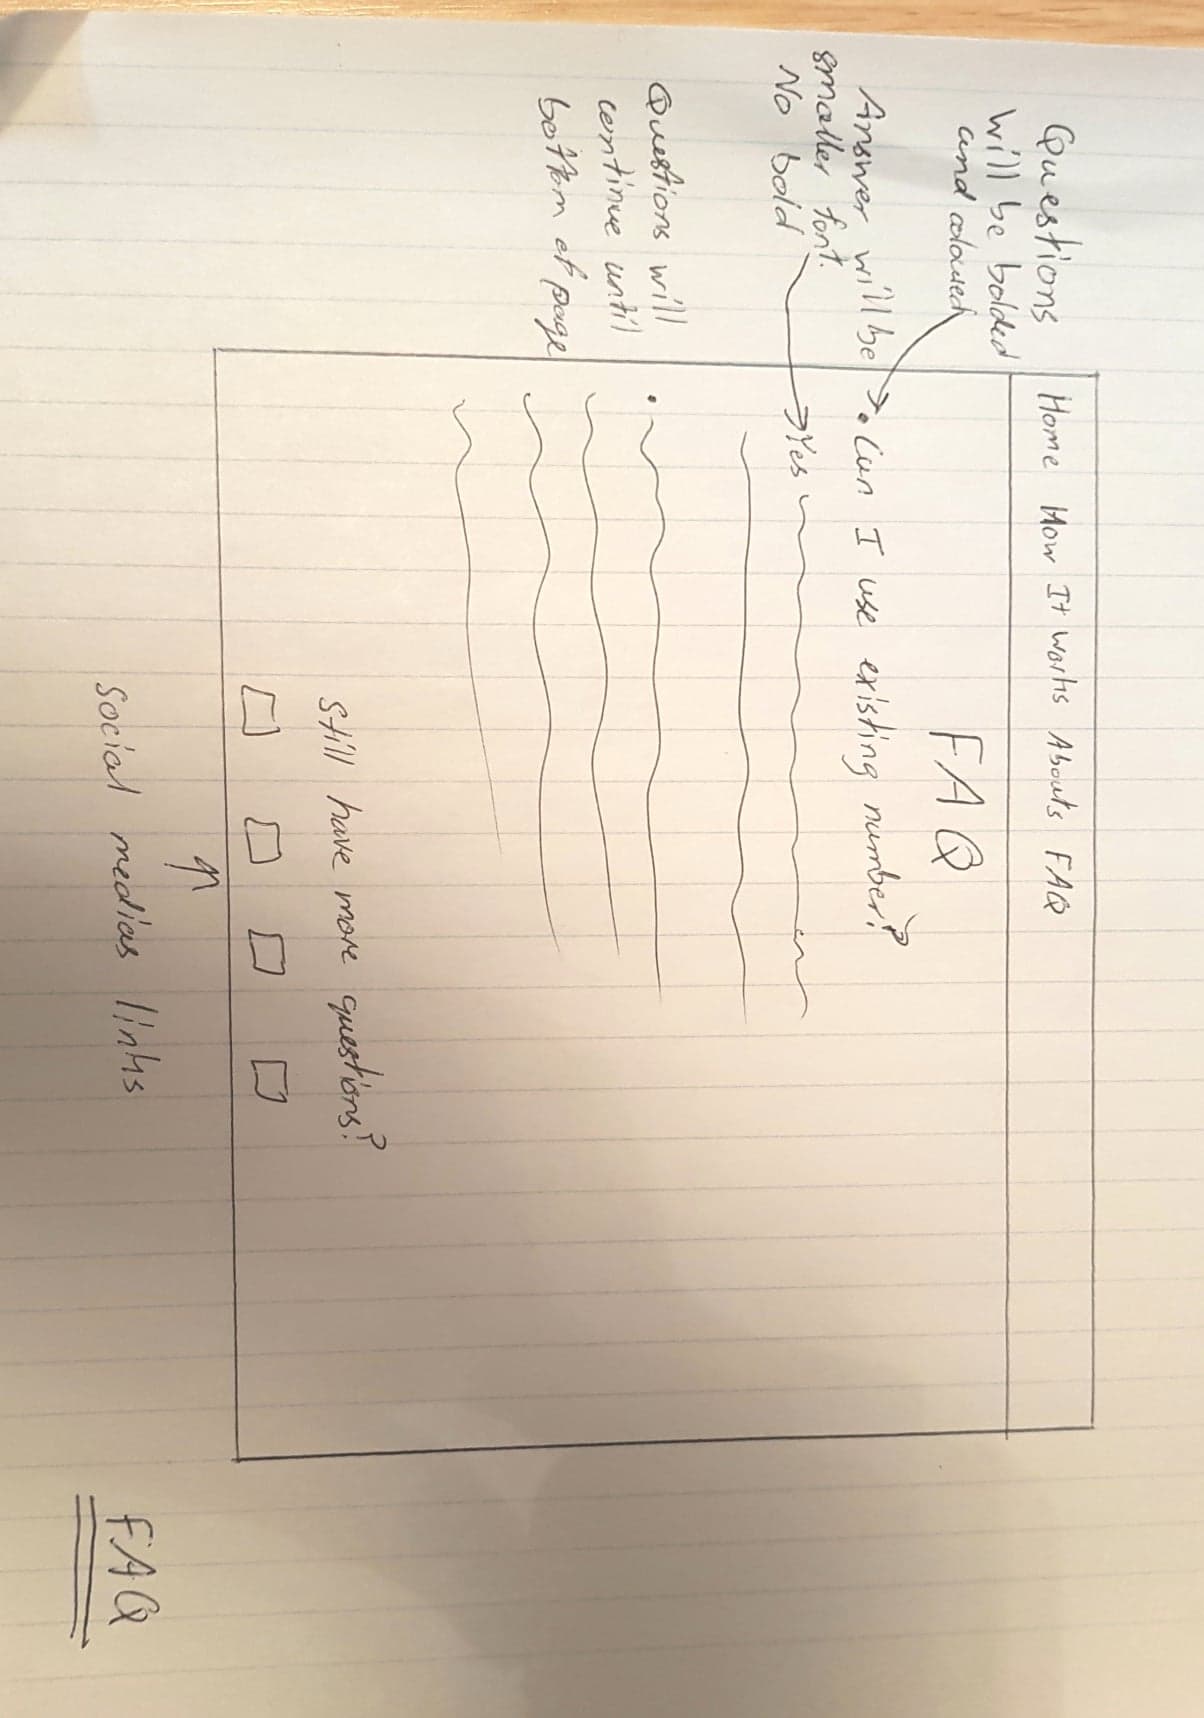 Home How It Works Abouts FAQ
Questions
will be bolded
and coloured
FAQ
Answer will be
smaller font.
No bold
• Can I use existing number?
Yes
Questions will
continue until
bottom of page
Still have more questions?
Social medias links
FAQ